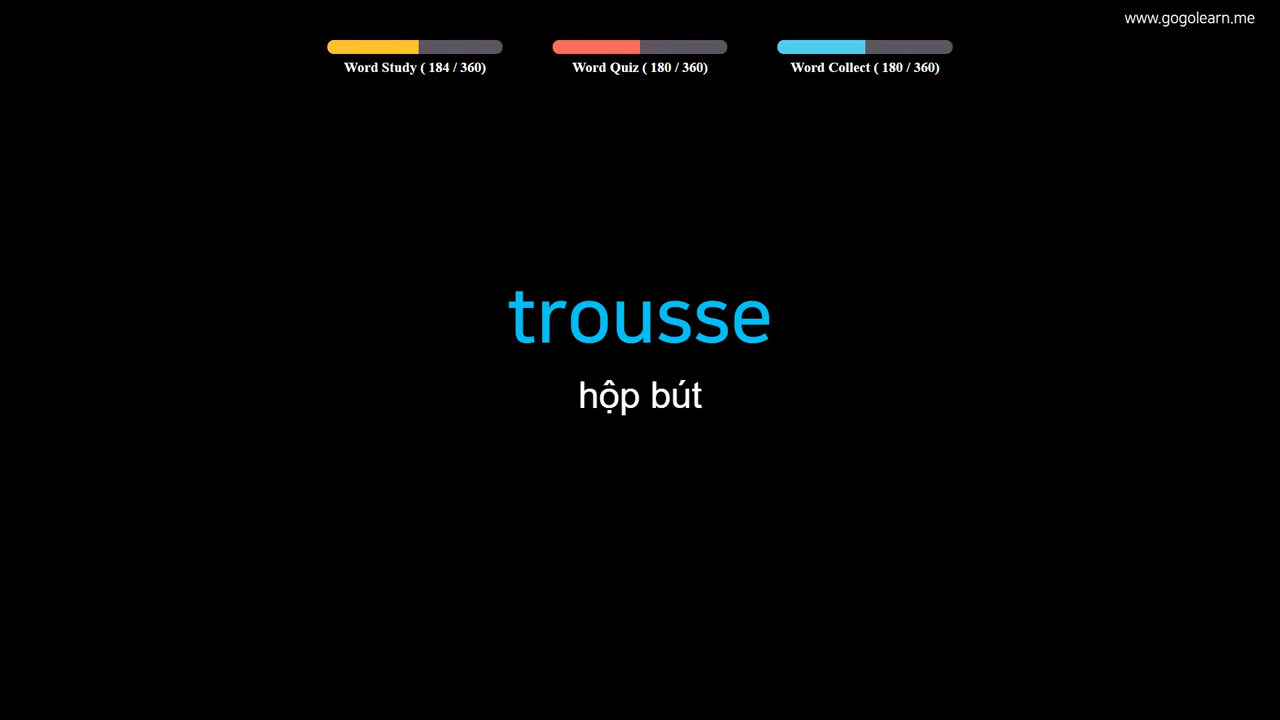 www.gogolearn.me
Word Study ( 184 / 360)
Word Quiz ( 180 / 360)
Word Collect ( 180 / 360)
trousse
hộp bút